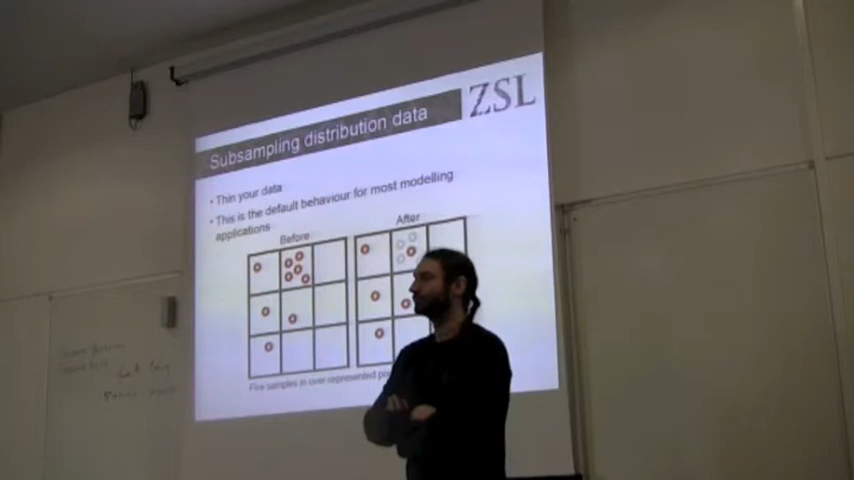 ZSL
Subsampling distribution data
• Thin your data
• This is the default behaviour for most modelling
applications
Before
After
Five samples in over-represented